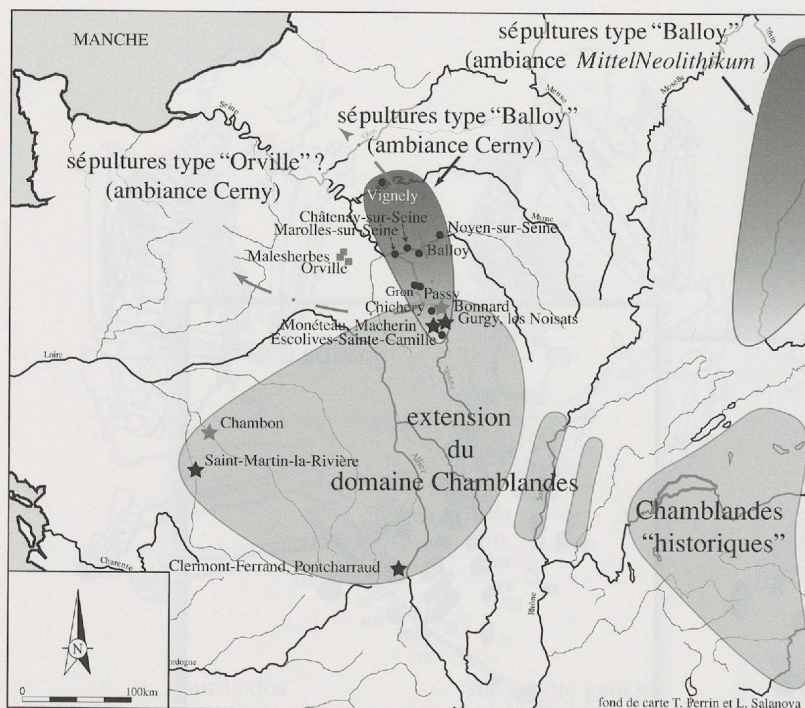 MANCHE
sépultures type “Balloy”
(ambiance MittelNeolithikum )
Rhin
Moselle
Meuse
Seine
Oise
sépultures type “Balloy”
(ambiance Cerny)
sépultures type “Orville” ?
(ambiance Cerny)
Vignely
Marne
Châtenay-sur-Seine
Marolles-sur-Seine
Noyen-sur-Seine
Balloy
Malesherbes
Orville
Gron
Passy
Chichery
Bonnard
Gurgy, les Noisats
Monéteau, Macherin
Escolives-Sainte-Camille
Loire
Yonne
Chambon
extension
du
domaine Chamblandes
Saint-Martin-la-Rivière
Allier
Chamblandes
“historiques”
Charente
Clermont-Ferrand, Pontcharraud
Rhône
N
0 100km
fond de carte T. Perrin et L. Salanova